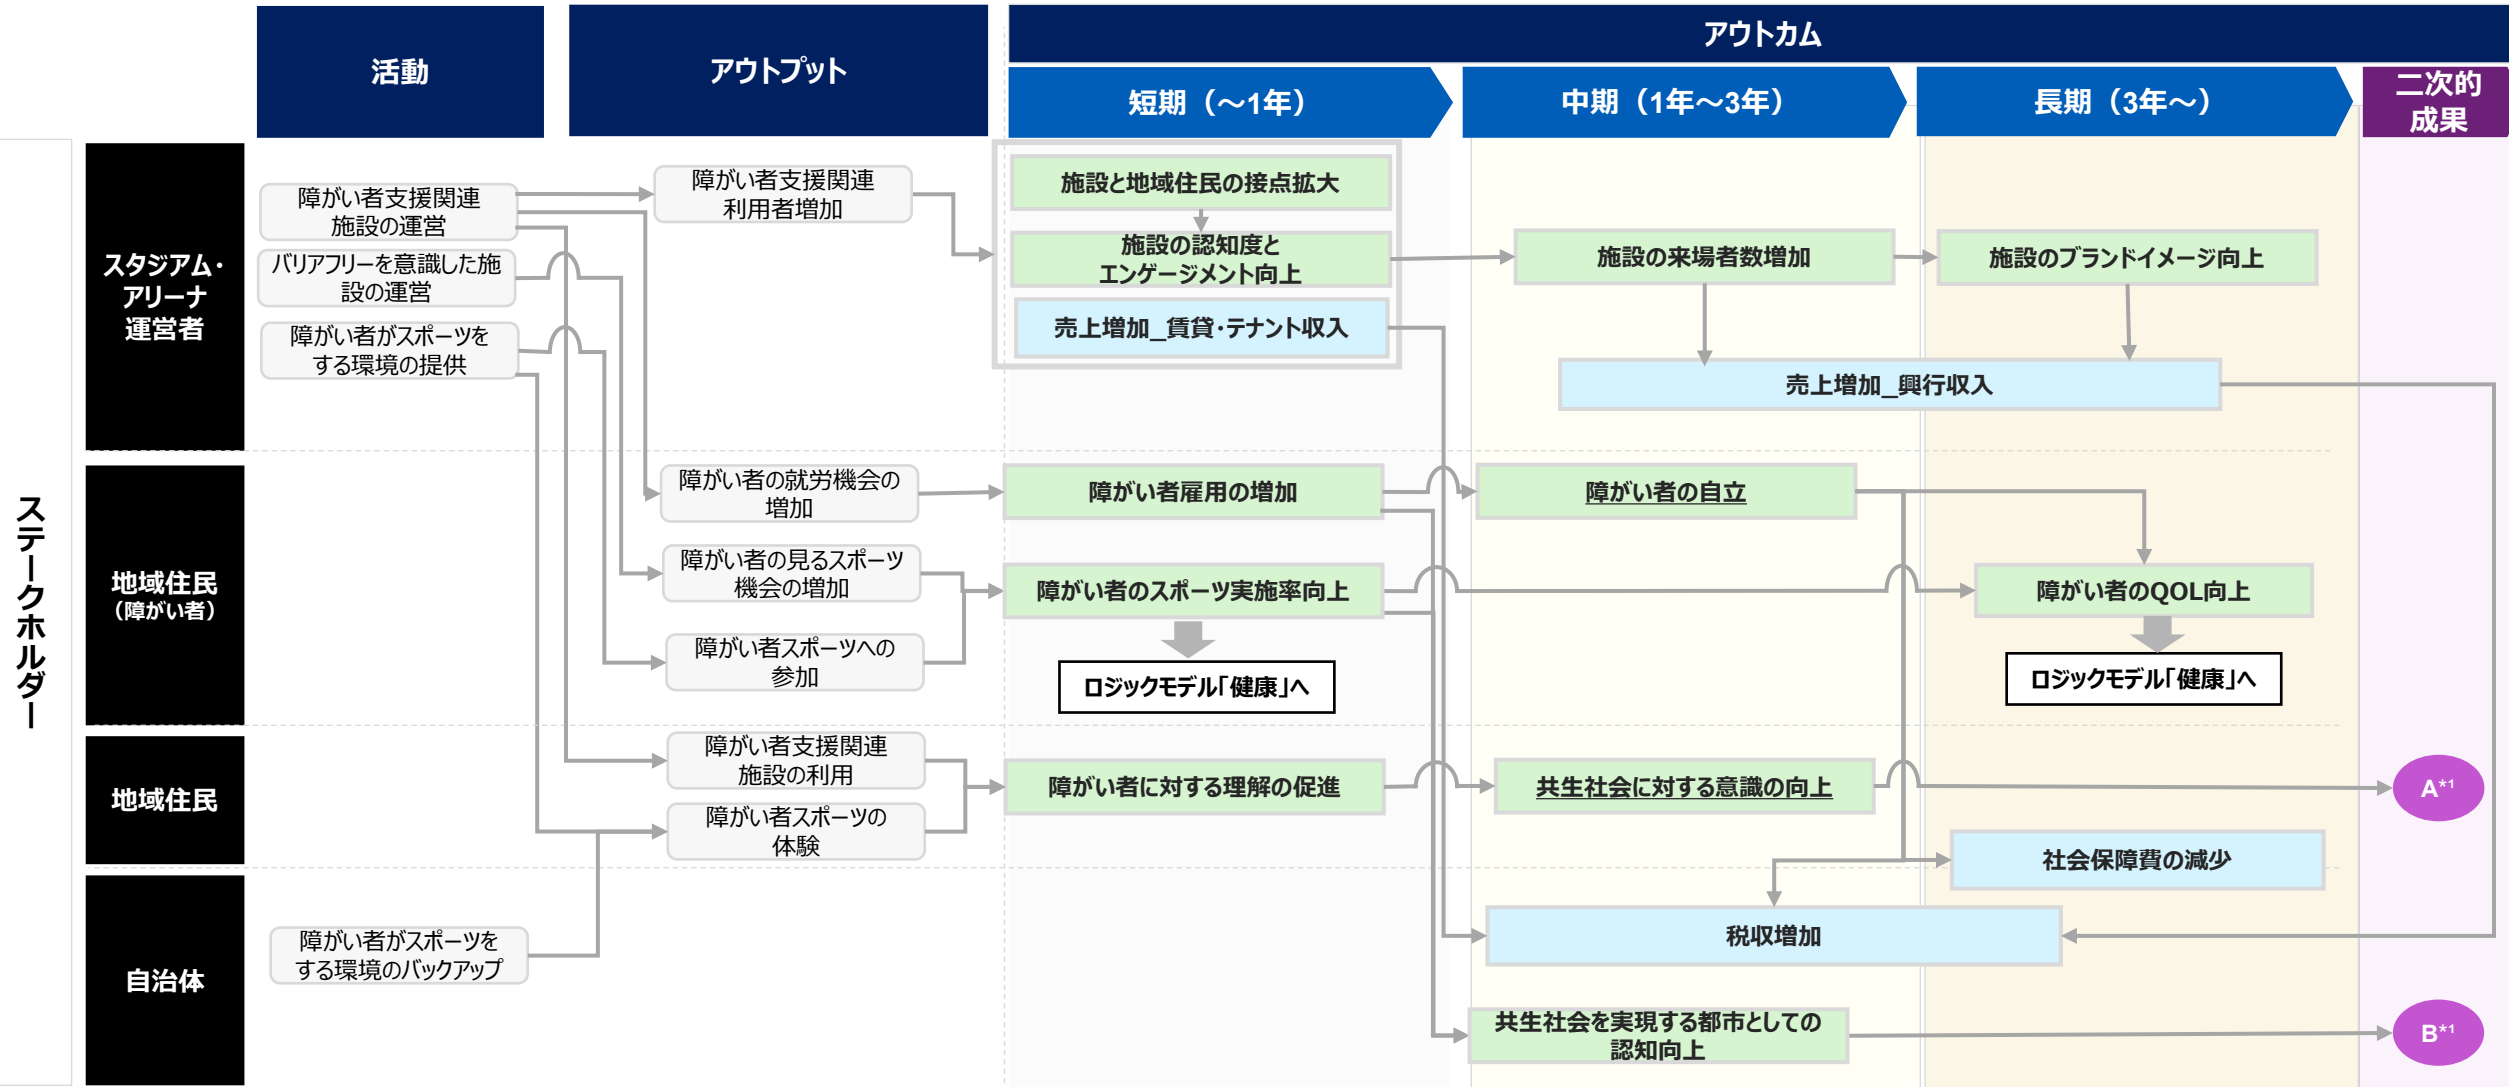 活動
アウトプット
アウトカム
短期（～1年）
中期（1年～3年）
長期（3年～）
二次的
成果
ステークホルダー
スタジアム・
アリーナ
運営者
障がい者支援関連
施設の運営
バリアフリーを意識した施
設の運営
障がい者がスポーツを
する環境の提供
障がい者支援関連
利用者増加
施設と地域住民の接点拡大
施設の認知度と
エンゲージメント向上
売上増加_賃貸・テナント収入
施設の来場者数増加
施設のブランドイメージ向上
売上増加_興行収入
地域住民
（障がい者）
障がい者の就労機会の
増加
障がい者の見るスポーツ
機会の増加
障がい者スポーツへの
参加
障がい者雇用の増加
障がい者のスポーツ実施率向上
ロジックモデル「健康」へ
障がい者の自立
障がい者のQOL向上
ロジックモデル「健康」へ
地域住民
障がい者支援関連
施設の利用
障がい者スポーツの
体験
障がい者に対する理解の促進
共生社会に対する意識の向上
A*1
社会保障費の減少
自治体
障がい者がスポーツを
する環境のバックアップ
税収増加
共生社会を実現する都市としての
認知向上
B*1